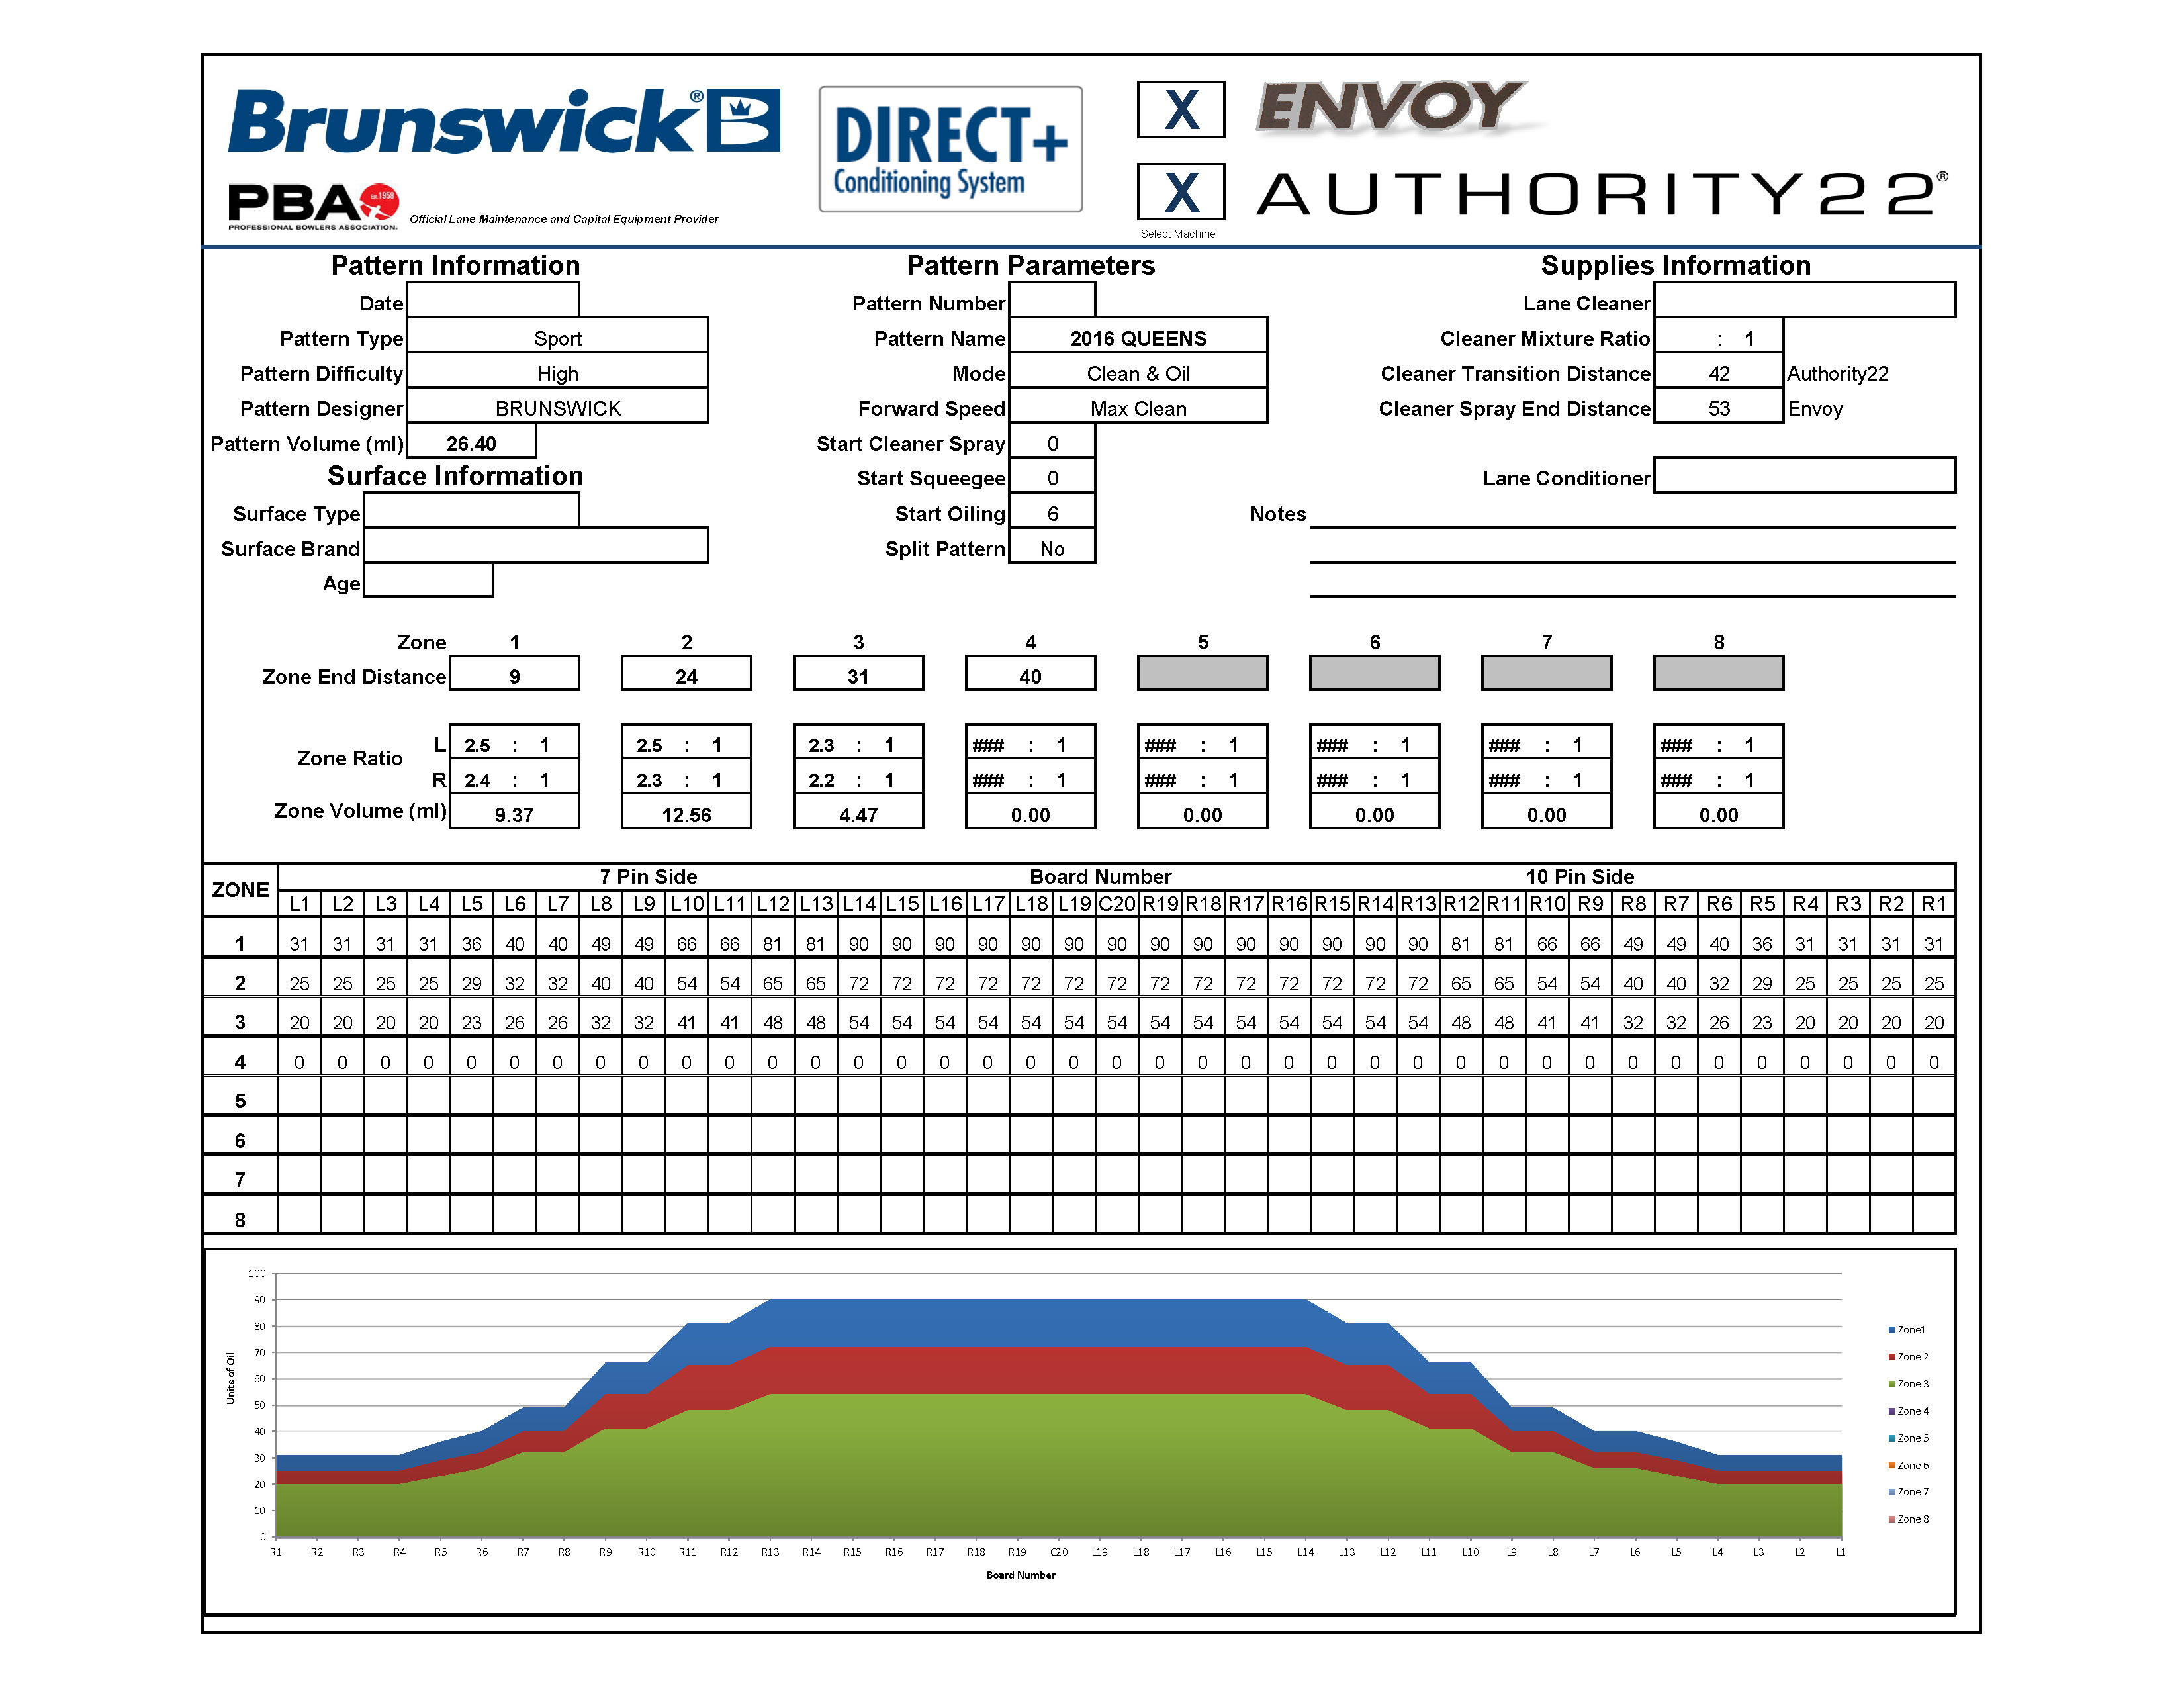 Brunswick® B
DIRECT+
Conditioning System
X ENVOY
X AUTHORITY22®
PBA est. 1958
PROFESSIONAL BOWLERS ASSOCIATION.
Official Lane Maintenance and Capital Equipment Provider
Select Machine
Pattern Information
Date
Pattern Type Sport
Pattern Difficulty High
Pattern Designer BRUNSWICK
Pattern Volume (ml) 26.40
Surface Information
Surface Type
Surface Brand
Age
Pattern Parameters
Pattern Number
Pattern Name 2016 QUEENS
Mode Clean & Oil
Forward Speed Max Clean
Start Cleaner Spray 0
Start Squeegee 0
Start Oiling 6
Split Pattern No
Supplies Information
Lane Cleaner
Cleaner Mixture Ratio : 1
Cleaner Transition Distance 42 Authority22
Cleaner Spray End Distance 53 Envoy
Lane Conditioner
Notes
Zone 1 2 3 4 5 6 7 8
Zone End Distance 9 24 31 40
Zone Ratio
L 2.5 : 1 2.5 : 1 2.3 : 1 ### : 1 ### : 1 ### : 1 ### : 1 ### : 1
R 2.4 : 1 2.3 : 1 2.2 : 1 ### : 1 ### : 1 ### : 1 ### : 1 ### : 1
Zone Volume (ml) 9.37 12.56 4.47 0.00 0.00 0.00 0.00 0.00
ZONE 7 Pin Side Board Number 10 Pin Side
L1 L2 L3 L4 L5 L6 L7 L8 L9 L10 L11 L12 L13 L14 L15 L16 L17 L18 L19 C20 R19 R18 R17 R16 R15 R14 R13 R12 R11 R10 R9 R8 R7 R6 R5 R4 R3 R2 R1
1 31 31 31 31 36 40 40 49 49 66 66 81 81 90 90 90 90 90 90 90 90 90 90 90 90 90 90 81 81 66 66 49 49 40 36 31 31 31 31
2 25 25 25 25 29 32 32 40 40 54 54 65 65 72 72 72 72 72 72 72 72 72 72 72 72 72 72 65 65 54 54 40 40 32 29 25 25 25 25
3 20 20 20 20 23 26 26 32 32 41 41 48 48 54 54 54 54 54 54 54 54 54 54 54 54 54 54 48 48 41 41 32 32 26 23 20 20 20 20
4 0 0 0 0 0 0 0 0 0 0 0 0 0 0 0 0 0 0 0 0 0 0 0 0 0 0 0 0 0 0 0 0 0 0 0 0 0 0 0
5
6
7
8
Units of Oil
100
90
80
70
60
50
40
30
20
10
0
R1 R2 R3 R4 R5 R6 R7 R8 R9 R10 R11 R12 R13 R14 R15 R16 R17 R18 R19 C20 L19 L18 L17 L16 L15 L14 L13 L12 L11 L10 L9 L8 L7 L6 L5 L4 L3 L2 L1
Board Number
Zone1
Zone 2
Zone 3
Zone 4
Zone 5
Zone 6
Zone 7
Zone 8